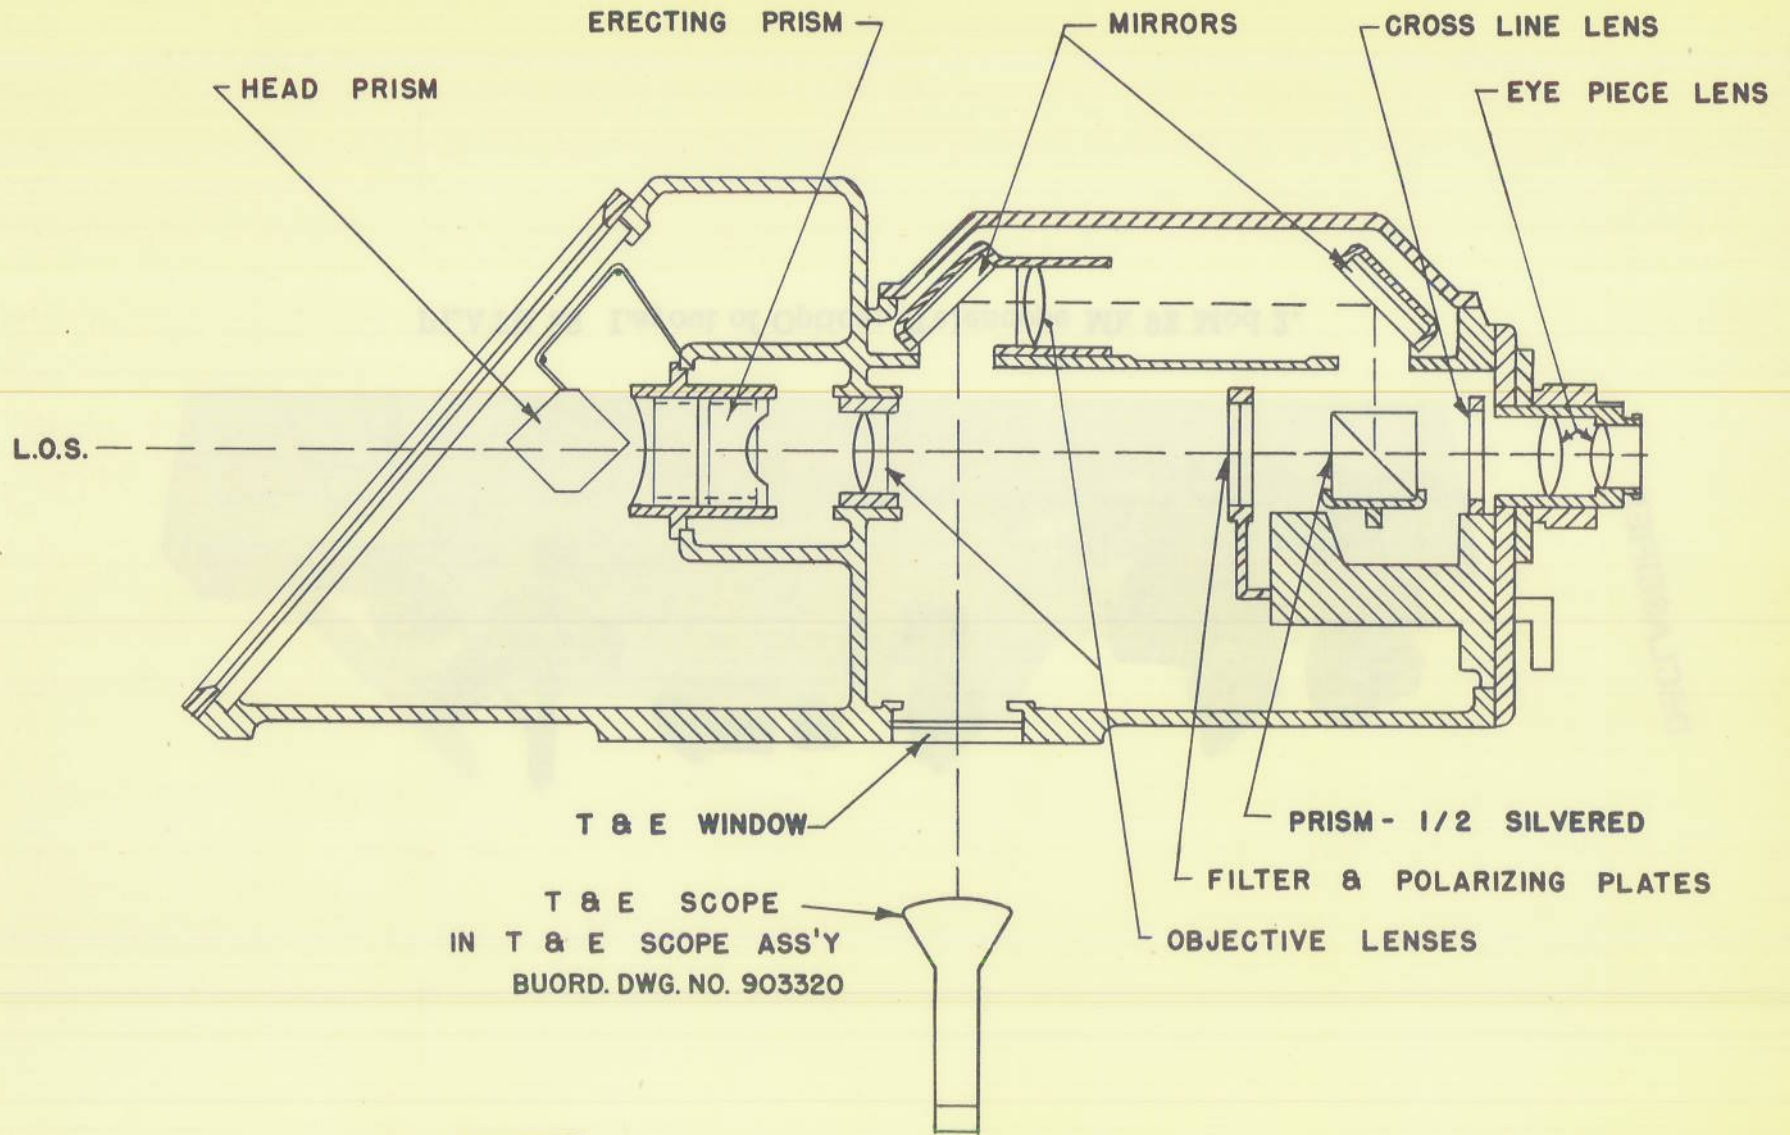 ERECTING PRISM
MIRRORS
CROSS LINE LENS
HEAD PRISM
EYE PIECE LENS
L.O.S.
T & E WINDOW
PRISM - 1/2 SILVERED
FILTER & POLARIZING PLATES
T & E SCOPE
IN T & E SCOPE ASS'Y
BUORD. DWG. NO. 903320
OBJECTIVE LENSES